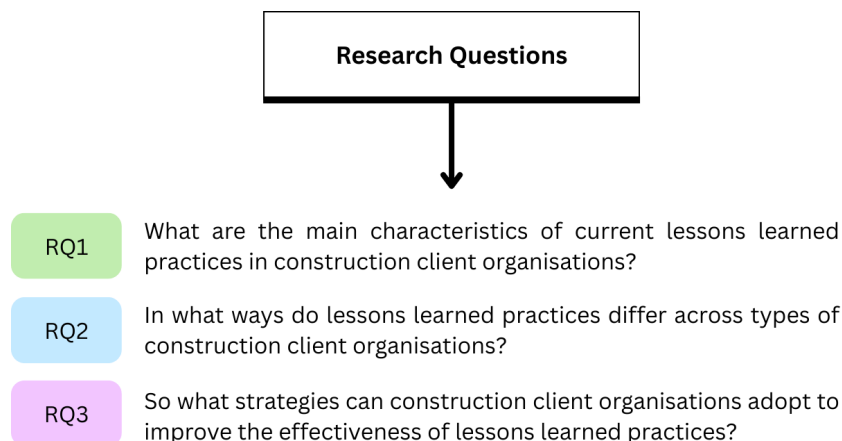 Research Questions
RQ1
What are the main characteristics of current lessons learned
practices in construction client organisations?
RQ2
In what ways do lessons learned practices differ across types of
construction client organisations?
RQ3
So what strategies can construction client organisations adopt to
improve the effectiveness of lessons learned practices?